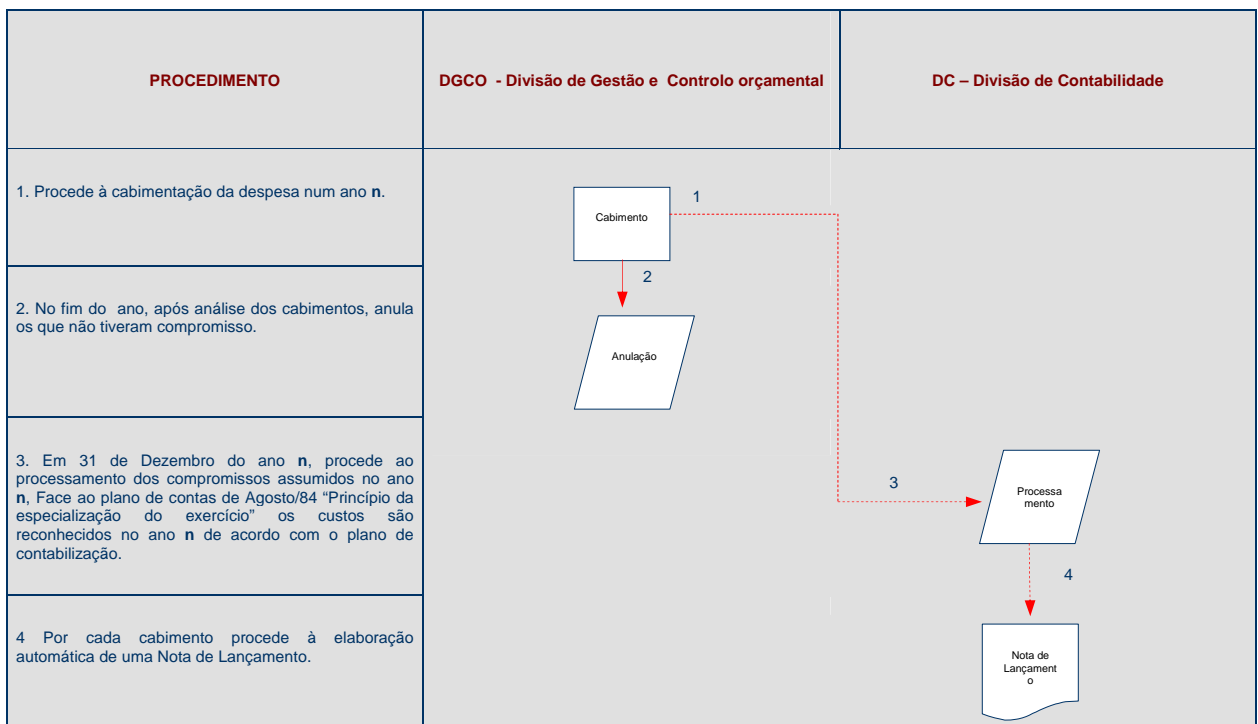 PROCEDIMENTO
DGCO - Divisão de Gestão e Controlo orçamental
DC – Divisão de Contabilidade
1. Procede à cabimentação da despesa num ano n.
Cabimento
1
2
2. No fim do ano, após análise dos cabimentos, anula
os que não tiveram compromisso.
Anulação
3. Em 31 de Dezembro do ano n, procede ao
processamento dos compromissos assumidos no ano
n, Face ao plano de contas de Agosto/84 “Princípio da
especialização do exercício” os custos são
reconhecidos no ano n de acordo com o plano de
contabilização.
3
Processa
mento
4
4 Por cada cabimento procede à elaboração
automática de uma Nota de Lançamento.
Nota de
Lançament
o